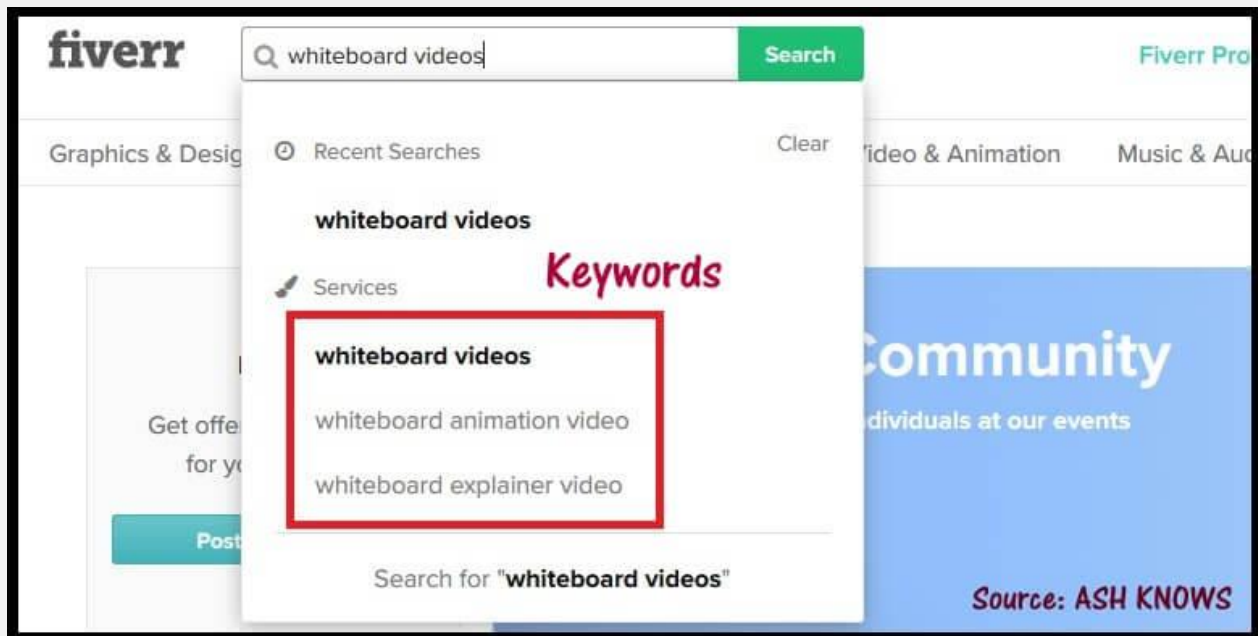 fiverr
whiteboard videos
Search
Fiverr Pro
Graphics & Desig
Recent Searches
Clear
ideo & Animation
Music & Aud
whiteboard videos
Keywords
Services
whiteboard videos
Community
whiteboard animation video
Get offe
dividuals at our events
for yo
whiteboard explainer video
Post
Search for "whiteboard videos"
Source: ASH KNOWS